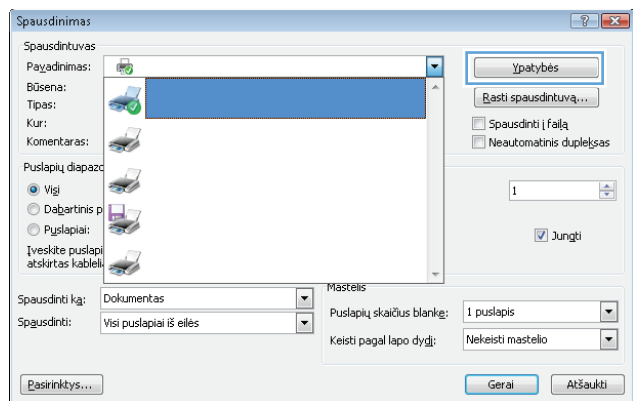 Spausdinimas
Spausdintuvas
Pavadinimas:
Ypatybės
Būsena:
Tipas:
Rasti spausdintuvą...
Kur:
Spausdinti į failą
Komentaras:
Neautomatinis dupleksas
Puslapių diapazo
Visi
1
Dabartinis p
Puslapiai:
Jungti
Įveskite puslapi
atskirtas kableli
Mastelis
Spausdinti ką: Dokumentas
Puslapių skaičius blanke: 1 puslapis
Spausdinti: Visi puslapiai iš eilės
Keisti pagal lapo dydį: Nekeisti mastelio
Pasirinktys...
Gerai
Atšaukti